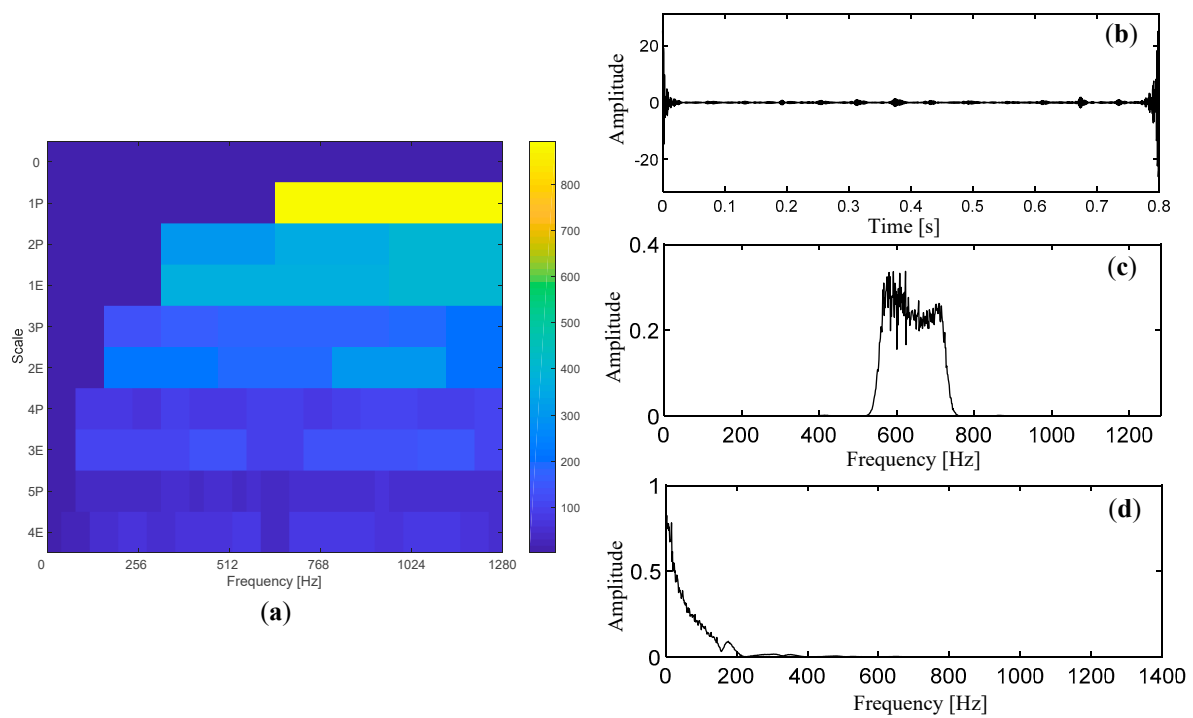 0
1P
2P
1E
3P
2E
4P
3E
5P
4E
Scale
0 256 512 768 1024 1280
Frequency [Hz]
800
700
600
500
400
300
200
100
(a)
(b)
20
0
-20
Amplitude
0 0.1 0.2 0.3 0.4 0.5 0.6 0.7 0.8
Time [s]
(c)
0.4
0.2
0
Amplitude
0 200 400 600 800 1000 1200
Frequency [Hz]
(d)
1
0.5
0
Amplitude
0 200 400 600 800 1000 1200 1400
Frequency [Hz]